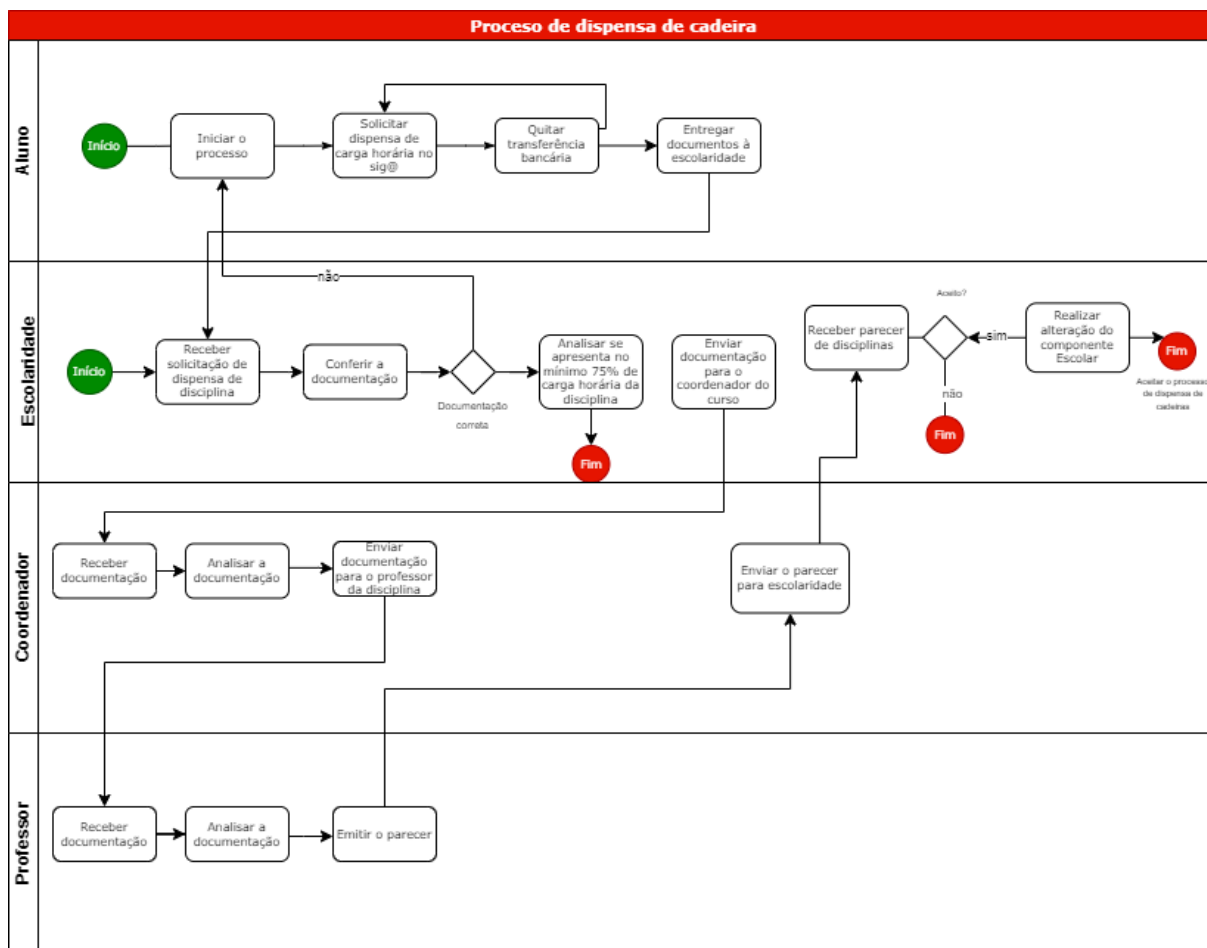 Proceso de dispensa de cadeira
Aluno
Início
Iniciar o
processo
Solicitar
dispensa de
carga horária no
sig@
Quitar
transferência
bancária
Entregar
documentos à
escolaridade
Escolaridade
não
Início
Receber
solicitação de
dispensa de
disciplina
Conferir a
documentação
Documentação
correta
Analisar se
apresenta no
mínimo 75% de
carga horária da
disciplina
Fim
Enviar
documentação
para o
coordenador do
curso
Receber parecer
de disciplinas
Aceito?
sim
não
Fim
Realizar
alteração do
componente
Escolar
Fim
Aceitar o processo
de dispensa de
cadeiras
Coordenador
Receber
documentação
Analisar a
documentação
Enviar
documentação
para o professor
da disciplina
Enviar o parecer
para escolaridade
Professor
Receber
documentação
Analisar a
documentação
Emitir o parecer